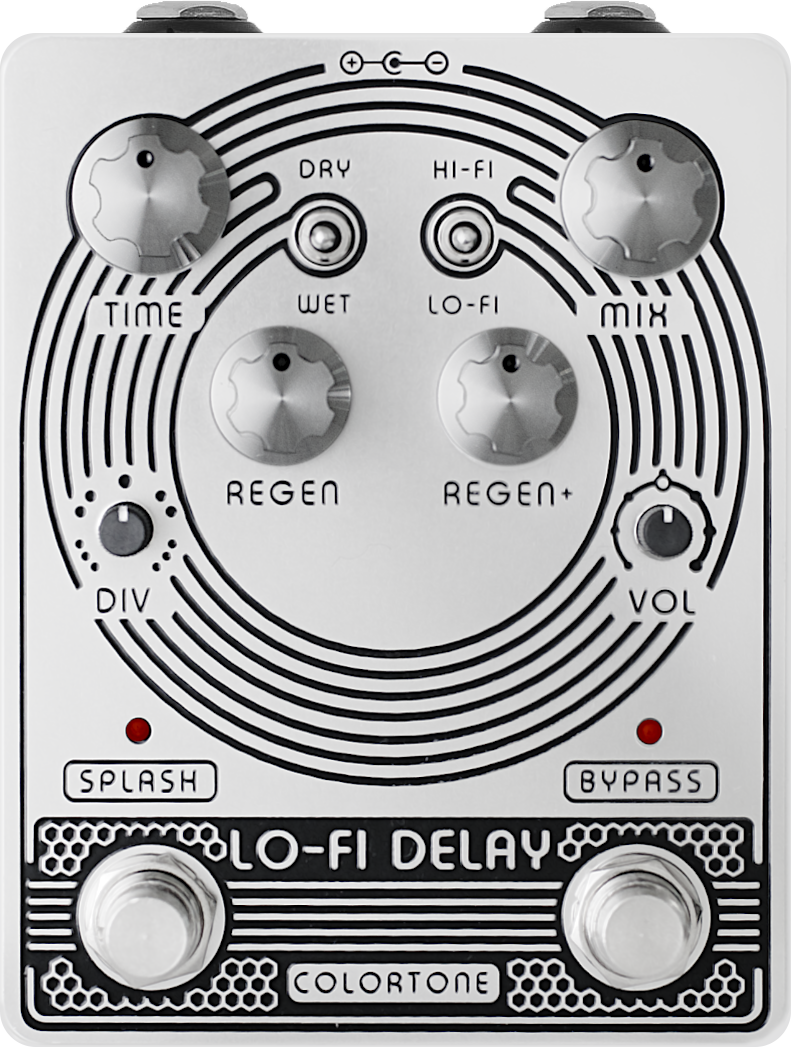 DRY HI-FI
TIME WET LO-FI MIX
REGEN REGEN+
DIV VOL
SPLASH BYPASS
LO-FI DELAY
COLORTONE